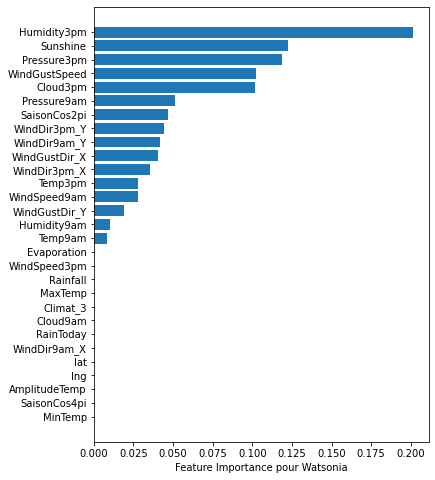 Humidity3pm
Sunshine
Pressure3pm
WindGustSpeed
Cloud3pm
Pressure9am
SaisonCos2pi
WindDir3pm_Y
WindDir9am_Y
WindGustDir_X
WindDir3pm_X
Temp3pm
WindSpeed9am
WindGustDir_Y
Humidity9am
Temp9am
Evaporation
WindSpeed3pm
Rainfall
MaxTemp
Climat_3
Cloud9am
RainToday
WindDir9am_X
lat
lng
AmplitudeTemp
SaisonCos4pi
MinTemp
0.000 0.025 0.050 0.075 0.100 0.125 0.150 0.175 0.200
Feature Importance pour Watsonia